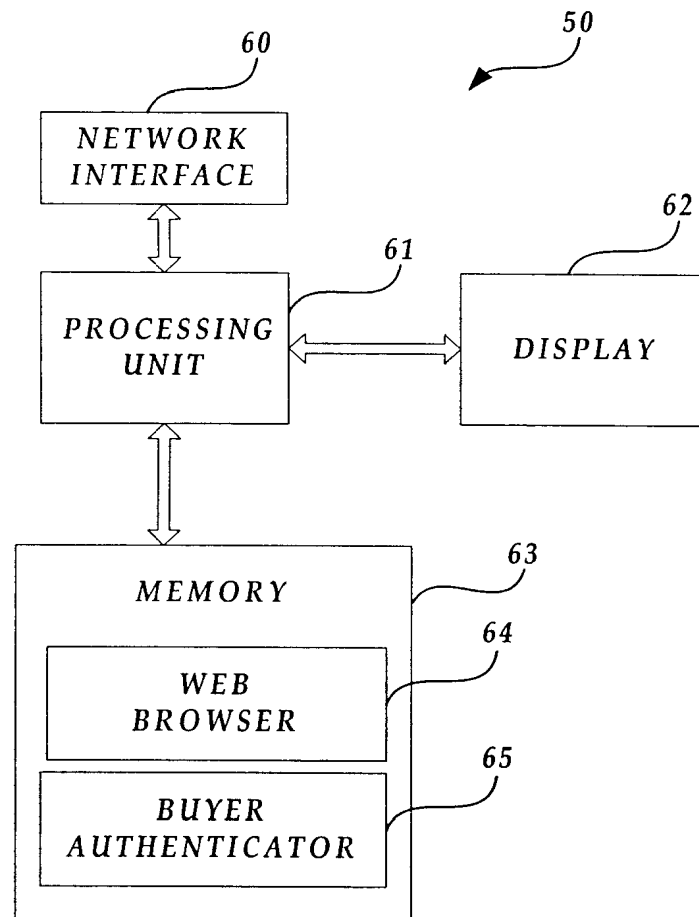 60
50
NETWORK
INTERFACE
61
62
PROCESSING
UNIT
DISPLAY
63
MEMORY
64
WEB
BROWSER
65
BUYER
AUTHENTICATOR